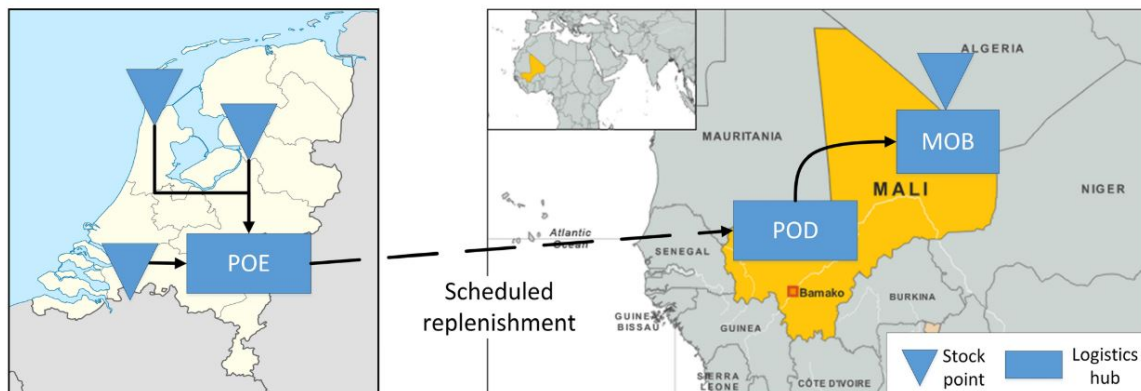 ALGERIA
MAURITANIA
MOB
NIGER
MALI
POD
Atlantic
Ocean
POE
SENEGAL
Scheduled
replenishment
Bamako
BURKINA
GUINEA
BISSAU
GUINEA
SIERRA
LEONE
CÔTE D'IVOIRE
Stock
point
Logistics
hub